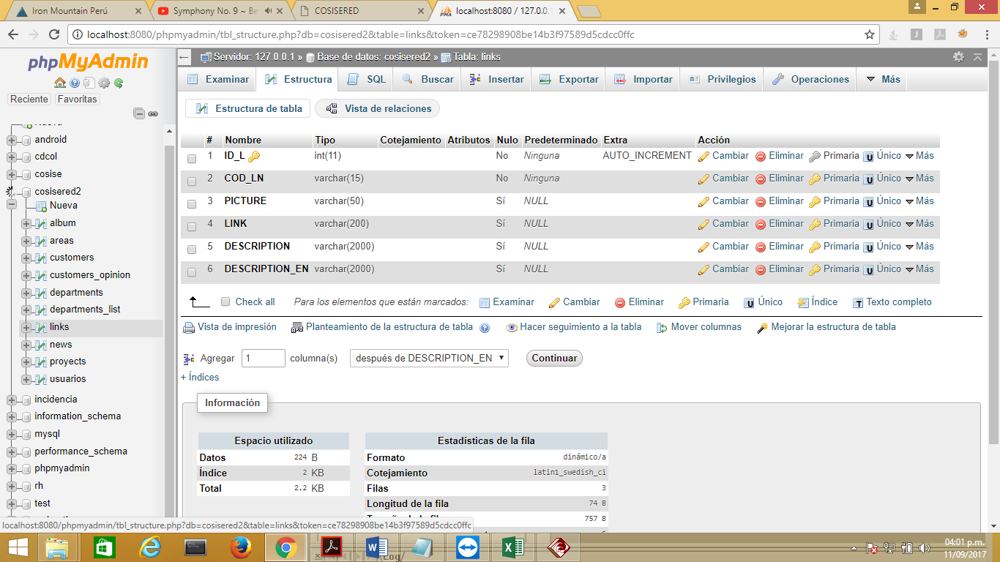 Iron Mountain Perú
Symphony No. 9 ~ Be
COSISERED
localhost:8080 / 127.0.0.1
localhost:8080/phpmyadmin/tbl_structure.php?db=cosisered2&table=links&token=ce78298908be14b3f97589d5cdcc0ffc
phpMyAdmin
Reciente Favoritas
android
cdcol
cosise
cosisered2
Nueva
album
areas
customers
customers_opinion
departments
departments_list
links
news
proyects
usuarios
incidencia
information_schema
mysql
performance_schema
phpmyadmin
rh
test
Servidor: 127.0.0.1 » Base de datos: cosisered2 » Tabla: links
Examinar Estructura SQL Buscar Insertar Exportar Importar Privilegios Operaciones Más
Estructura de tabla Vista de relaciones
# Nombre Tipo Cotejamiento Atributos Nulo Predeterminado Extra Acción
1 ID_L int(11) No Ninguna AUTO_INCREMENT Cambiar Eliminar Primaria Único Más
2 COD_LN varchar(15) No Ninguna Cambiar Eliminar Primaria Único Más
3 PICTURE varchar(50) Sí NULL Cambiar Eliminar Primaria Único Más
4 LINK varchar(200) Sí NULL Cambiar Eliminar Primaria Único Más
5 DESCRIPTION varchar(2000) Sí NULL Cambiar Eliminar Primaria Único Más
6 DESCRIPTION_EN varchar(2000) Sí NULL Cambiar Eliminar Primaria Único Más
Check all Para los elementos que están marcados: Examinar Cambiar Eliminar Primaria Único Índice Texto completo
Vista de impresión Planteamiento de la estructura de tabla Hacer seguimiento a la tabla Mover columnas Mejorar la estructura de tabla
Agregar 1 columna(s) después de DESCRIPTION_EN Continuar
+ Índices
Información
Espacio utilizado
Datos 224 B
Índice 2 KB
Total 2.2 KB
Estadísticas de la fila
Formato dinámico/a
Cotejamiento latin1_swedish_ci
Filas 3
Longitud de la fila 74 B
757 B
localhost:8080/phpmyadmin/tbl_structure.php?db=cosisered2&table=links&token=ce78298908be14b3f97589d5cdcc0ffc
04:01 p.m.
11/09/2017